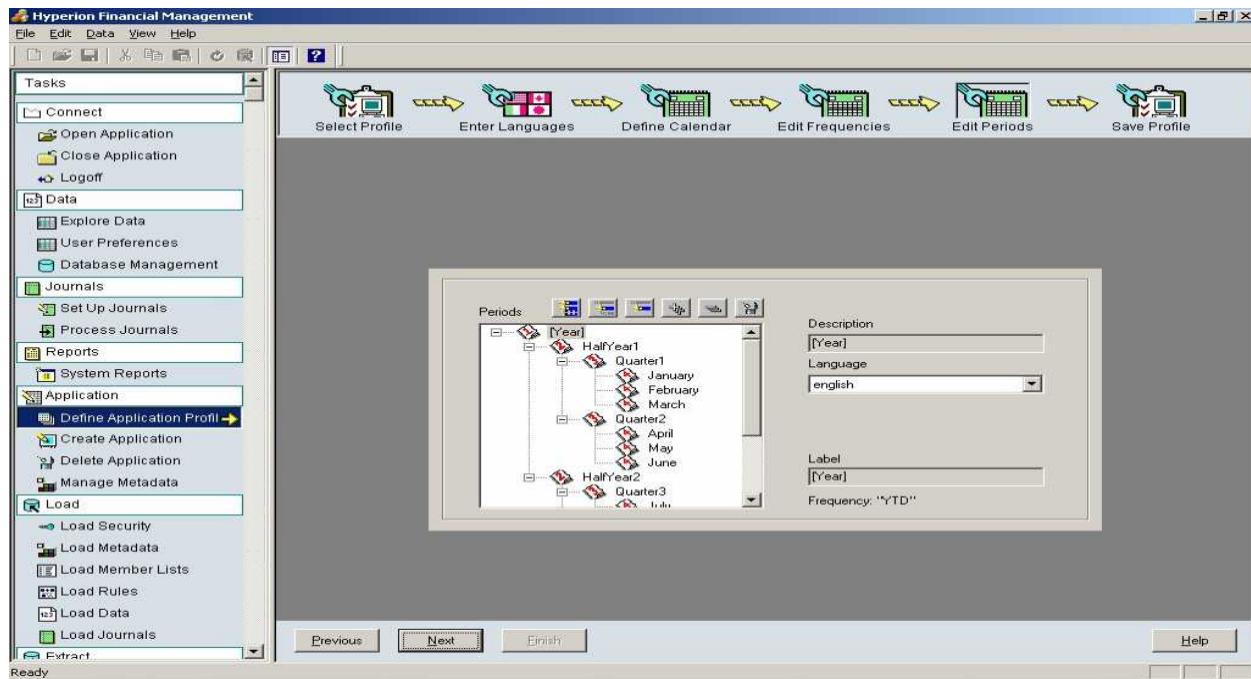 Hyperion Financial Management
File Edit Data View Help
Tasks
Connect
Open Application
Close Application
Logoff
Data
Explore Data
User Preferences
Database Management
Journals
Set Up Journals
Process Journals
Reports
System Reports
Application
Define Application Profil
Create Application
Delete Application
Manage Metadata
Load
Load Security
Load Metadata
Load Member Lists
Load Rules
Load Data
Load Journals
Extract
Select Profile Enter Languages Define Calendar Edit Frequencies Edit Periods Save Profile
Periods
[Year]
HalfYear1
Quarter1
January
February
March
Quarter2
April
May
June
HalfYear2
Quarter3
July
Description
[Year]
Language
english
Label
[Year]
Frequency: "YTD"
Previous Next Finish Help
Ready